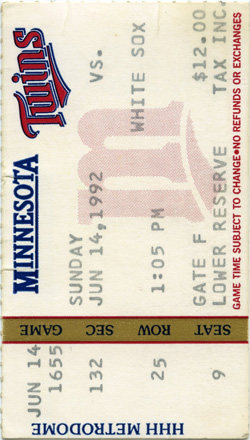 MINNESOTA Twins
SUNDAY
JUN 14,1992 VS.
WHITE SOX
1:05 PM
GATE F $12.00
LOWER RESERVE TAX INC.
GAME TIME SUBJECT TO CHANGE•NO REFUNDS OR EXCHANGES
GAME SEC ROW SEAT
JUN 14
1655 132 25 9
HHH METRODOME
m